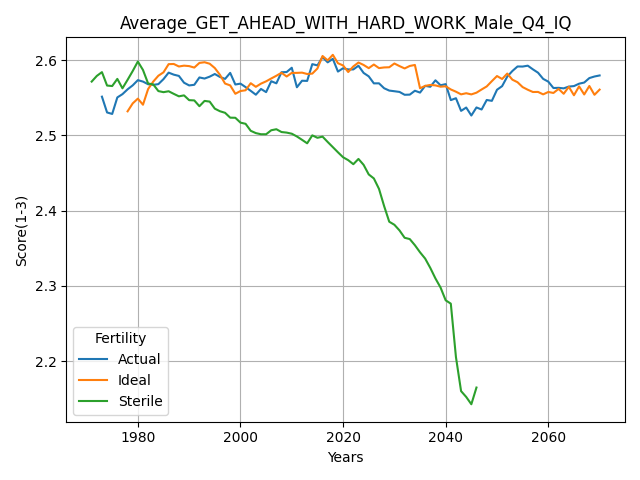 Average_GET_AHEAD_WITH_HARD_WORK_Male_Q4_IQ
Score(1-3)
2.6
2.5
2.4
2.3
2.2
Fertility
Actual
Ideal
Sterile
1980 2000 2020 2040 2060
Years